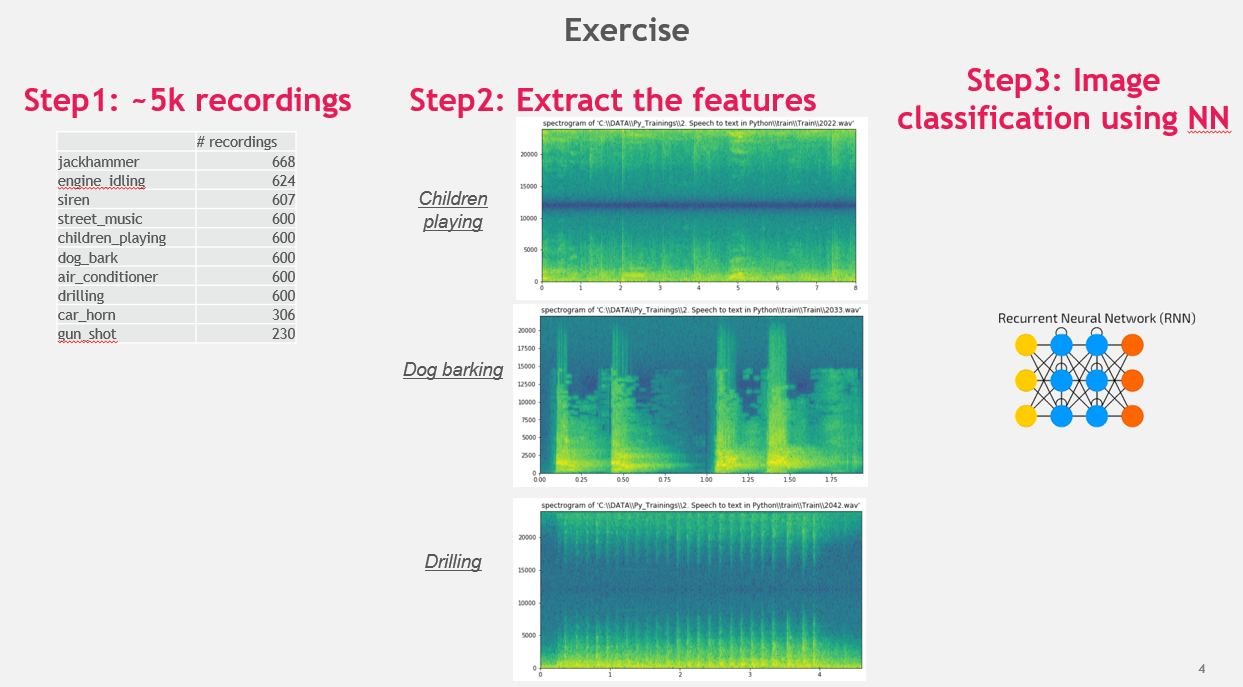 Exercise
Step1: ~5k recordings
# recordings
jackhammer 668
engine_idling 624
siren 607
street_music 600
children_playing 600
dog_bark 600
air_conditioner 600
drilling 600
car_horn 306
gun_shot 230
Step2: Extract the features
Children
playing
spectrogram of 'C:\\DATA\\Py_Trainings\\2. Speech to text in Python\\train\\Train\\2022.wav'
20000
15000
10000
5000
0
0 1 2 3 4 5 6 7 8
Dog barking
spectrogram of 'C:\\DATA\\Py_Trainings\\2. Speech to text in Python\\train\\Train\\2033.wav'
20000
17500
15000
12500
10000
7500
5000
2500
0
0.00 0.25 0.50 0.75 1.00 1.25 1.50 1.75
Drilling
spectrogram of 'C:\\DATA\\Py_Trainings\\2. Speech to text in Python\\train\\Train\\2042.wav'
20000
15000
10000
5000
0
0 1 2 3 4
Step3: Image
classification using NN
Recurrent Neural Network (RNN)
4